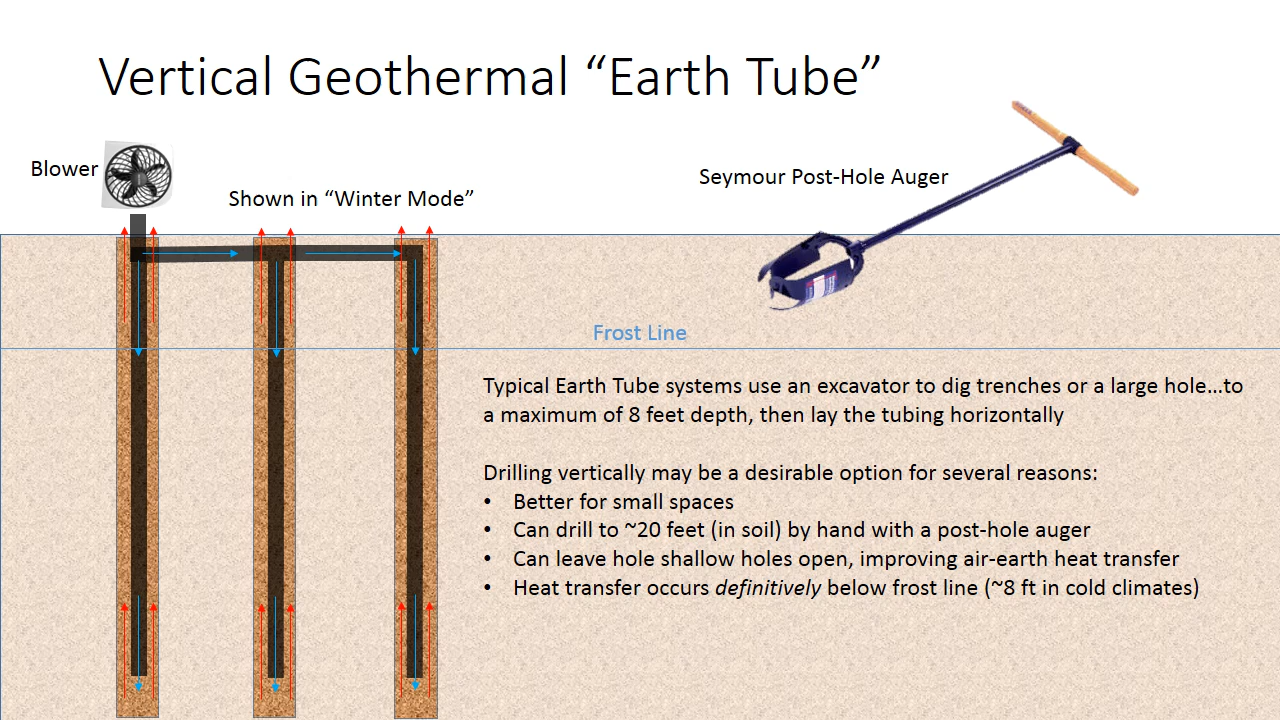 Vertical Geothermal “Earth Tube”
Blower
Shown in “Winter Mode”
Seymour Post-Hole Auger
Frost Line
Typical Earth Tube systems use an excavator to dig trenches or a large hole…to
a maximum of 8 feet depth, then lay the tubing horizontally
Drilling vertically may be a desirable option for several reasons:
• Better for small spaces
• Can drill to ~20 feet (in soil) by hand with a post-hole auger
• Can leave hole shallow holes open, improving air-earth heat transfer
• Heat transfer occurs definitively below frost line (~8 ft in cold climates)